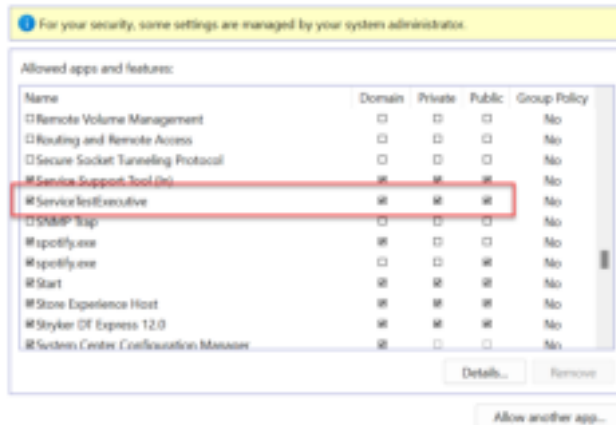 For your security, some settings are managed by your system administrator.
Allowed apps and features:
Name Domain Private Public Group Policy
Remote Volume Management No
Routing and Remote Access No
Secure Socket Tunneling Protocol No
Service Support Tool (In) No
ServiceTestExecutive No
SNMP Trap No
spotify.exe No
spotify.exe No
Start No
Store Experience Host No
Stryker DT Express 12.0 No
System Center Configuration Manager No
Details... Remove
Allow another app...